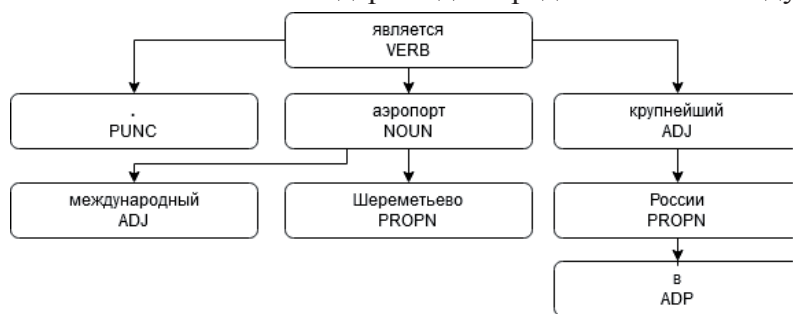 является
VERB
.
PUNC
аэропорт
NOUN
крупнейший
ADJ
международный
ADJ
Шереметьево
PROPN
России
PROPN
в
ADP